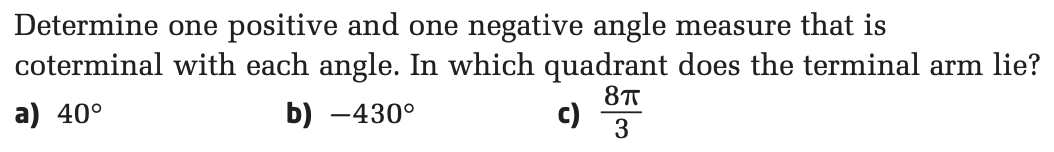 Determine one positive and one negative angle measure that is
coterminal with each angle. In which quadrant does the terminal arm lie?
a) 40° b) −430° c) 8π/3